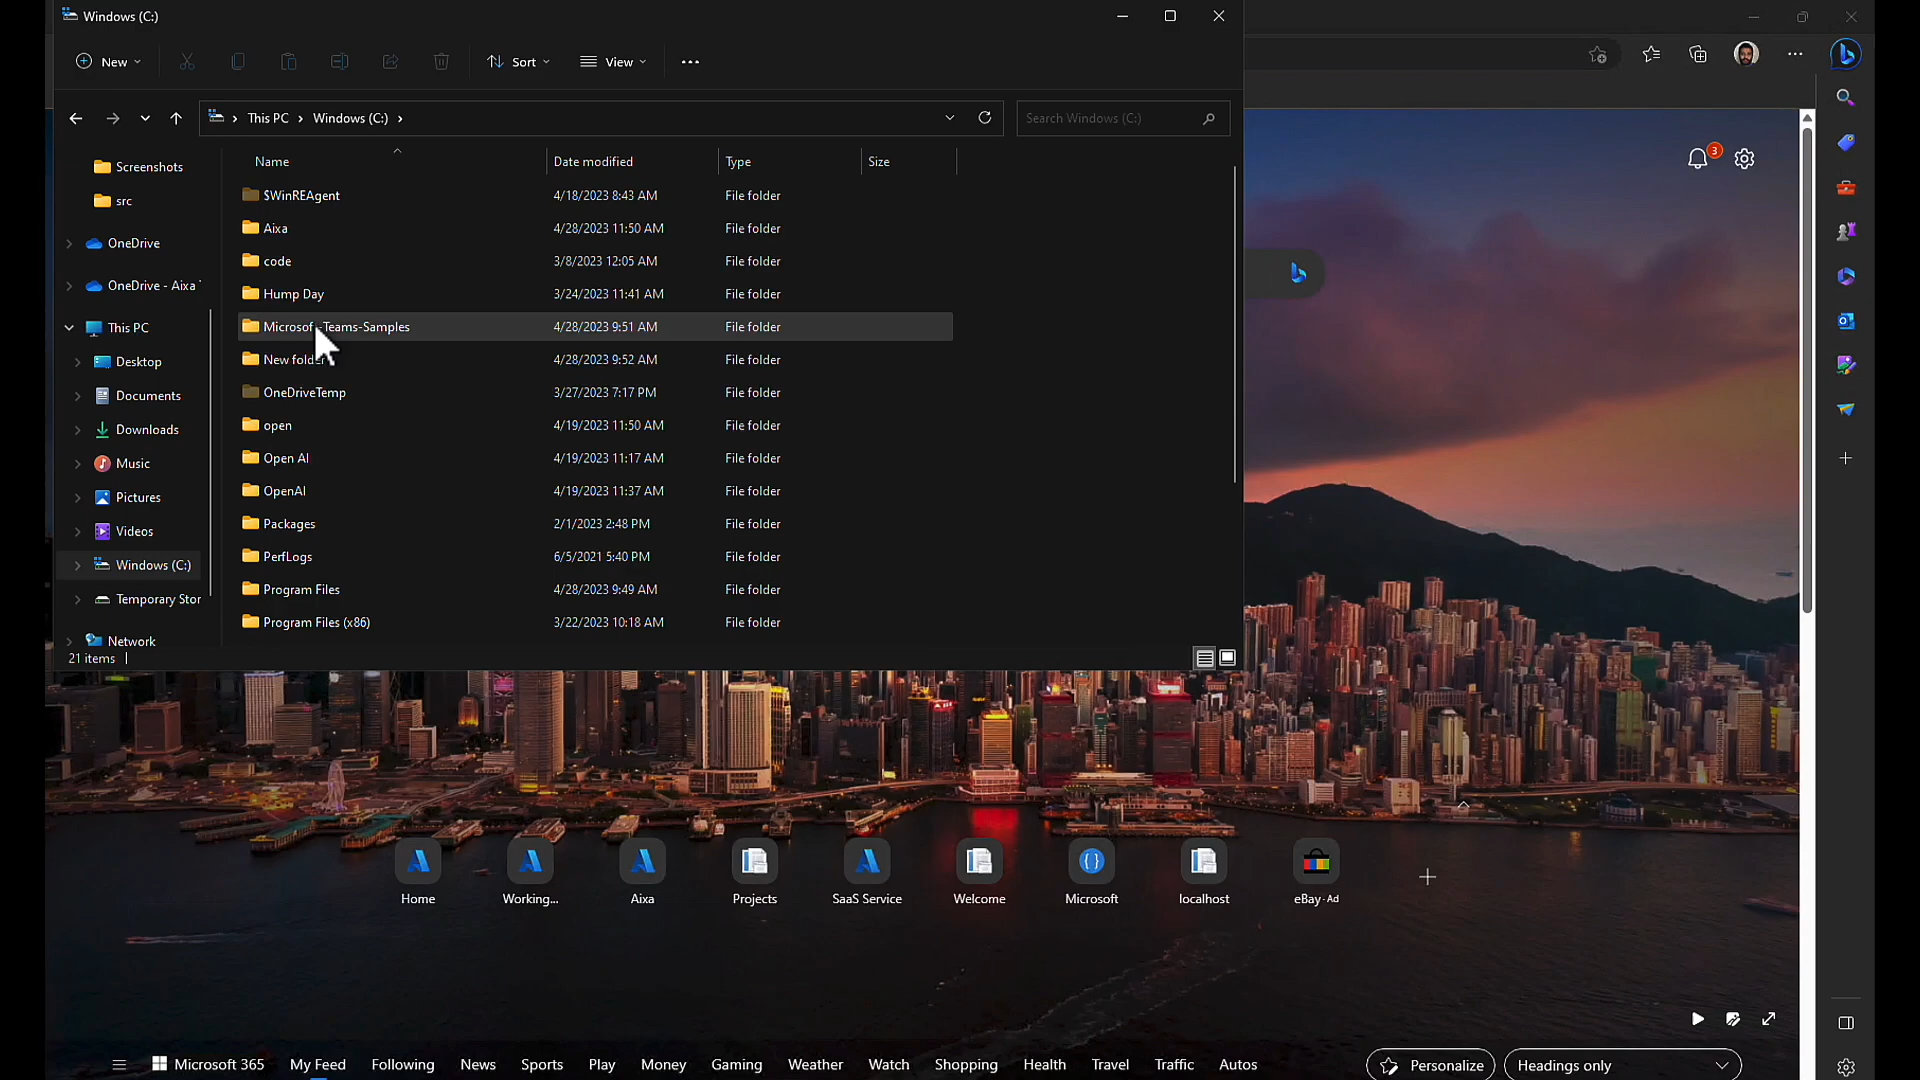 Windows (C:)
New
Sort
View
This PC
Windows (C:)
Search Windows (C:)
Name
Date modified
Type
Size
Screenshots
src
OneDrive
OneDrive - Aixa
This PC
Desktop
Documents
Downloads
Music
Pictures
Videos
Windows (C:)
Temporary Stor
Network
$WinREAgent 4/18/2023 8:43 AM File folder
Aixa 4/28/2023 11:50 AM File folder
code 3/8/2023 12:05 AM File folder
Hump Day 3/24/2023 11:41 AM File folder
Microsoft-Teams-Samples 4/28/2023 9:51 AM File folder
New folder 4/28/2023 9:52 AM File folder
OneDriveTemp 3/27/2023 7:17 PM File folder
open 4/19/2023 11:50 AM File folder
Open AI 4/19/2023 11:17 AM File folder
OpenAI 4/19/2023 11:37 AM File folder
Packages 2/1/2023 2:48 PM File folder
PerfLogs 6/5/2021 5:40 PM File folder
Program Files 4/28/2023 9:49 AM File folder
Program Files (x86) 3/22/2023 10:18 AM File folder
21 items
3
Home
Working...
Aixa
Projects
SaaS Service
Welcome
Microsoft
localhost
eBay · Ad
Microsoft 365
My Feed
Following
News
Sports
Play
Money
Gaming
Weather
Watch
Shopping
Health
Travel
Traffic
Autos
Personalize
Headings only